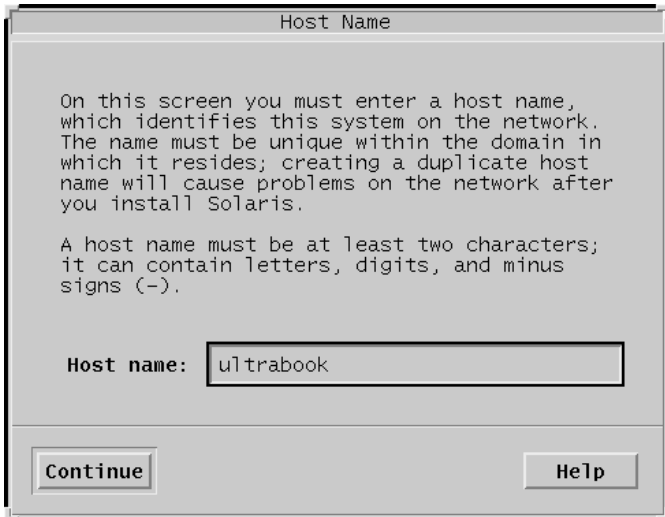 Host Name
On this screen you must enter a host name,
which identifies this system on the network.
The name must be unique within the domain in
which it resides; creating a duplicate host
name will cause problems on the network after
you install Solaris.
A host name must be at least two characters;
it can contain letters, digits, and minus
signs (-).
Host name: ultrabook
Continue Help